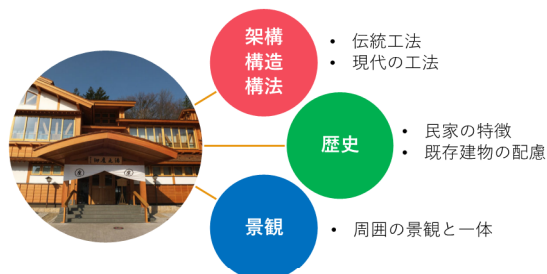 架構
構造
構法
• 伝統工法
• 現代の工法
歴史
• 民家の特徴
• 既存建物の配慮
景観
• 周囲の景観と一体